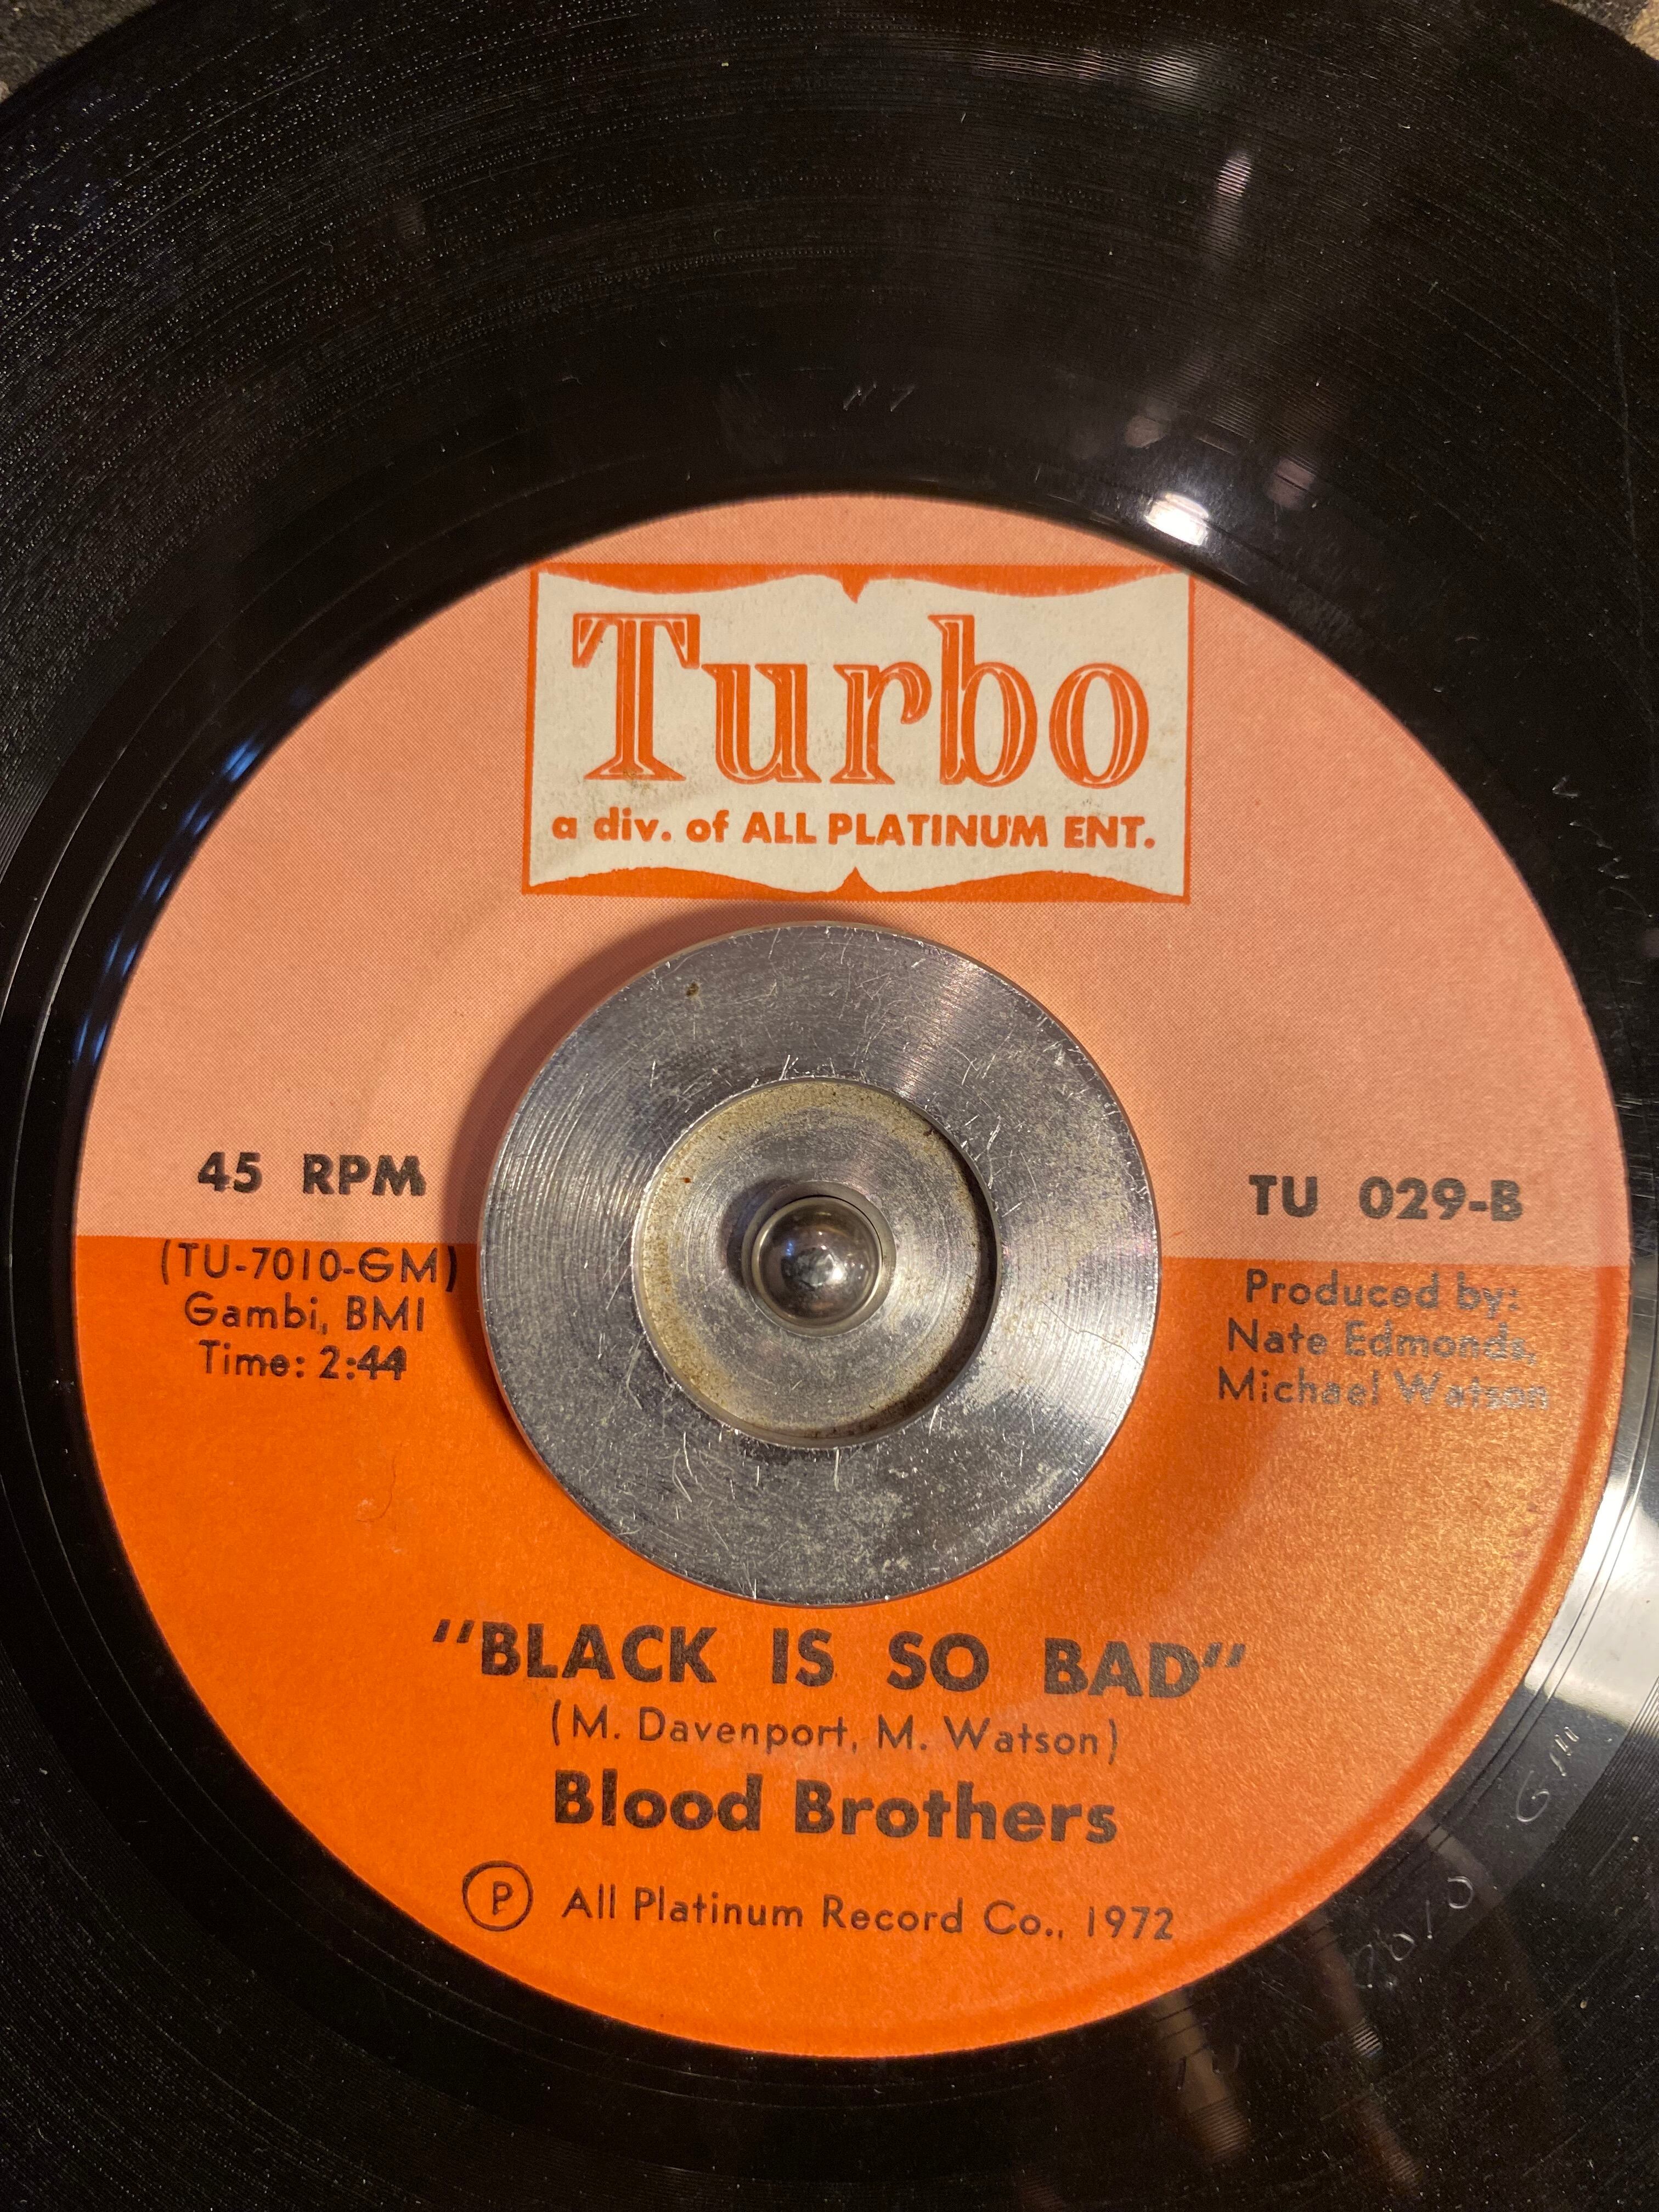 Turbo
a div. of ALL PLATINUM ENT.
45 RPM
(TU-7010-GM)
Gambi, BMI
Time: 2:44
TU 029-B
Produced by:
Nate Edmonds,
Michael Watson
"BLACK IS SO BAD"
(M. Davenport, M. Watson)
Blood Brothers
Ⓟ All Platinum Record Co., 1972